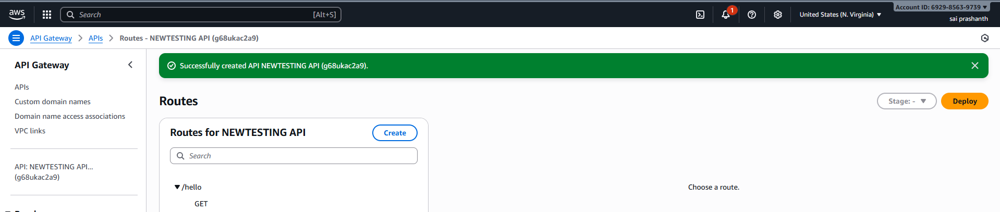 aws
Search [Alt+S]
1
United States (N. Virginia)
Account ID: 6929-8563-9739
sai prashanth
API Gateway
APIs
Routes - NEWTESTING API (g68ukac2a9)
API Gateway
APIs
Custom domain names
Domain name access associations
VPC links
API: NEWTESTING API...
(g68ukac2a9)
Successfully created API NEWTESTING API (g68ukac2a9).
Routes
Stage: -
Deploy
Routes for NEWTESTING API
Create
Search
/hello
GET
Choose a route.